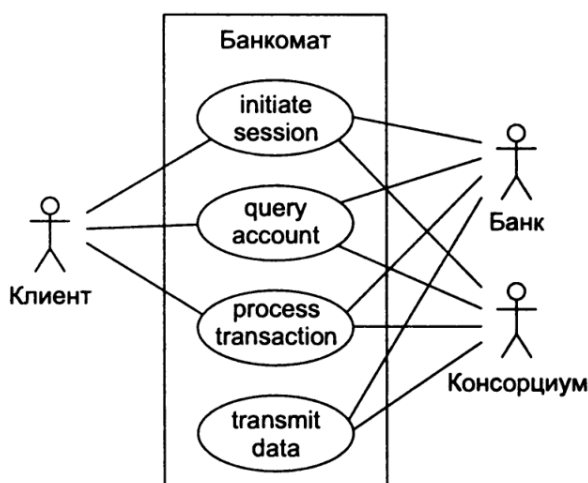 Банкомат
initiate
session
query
account
process
transaction
transmit
data
Клиент
Банк
Консорциум